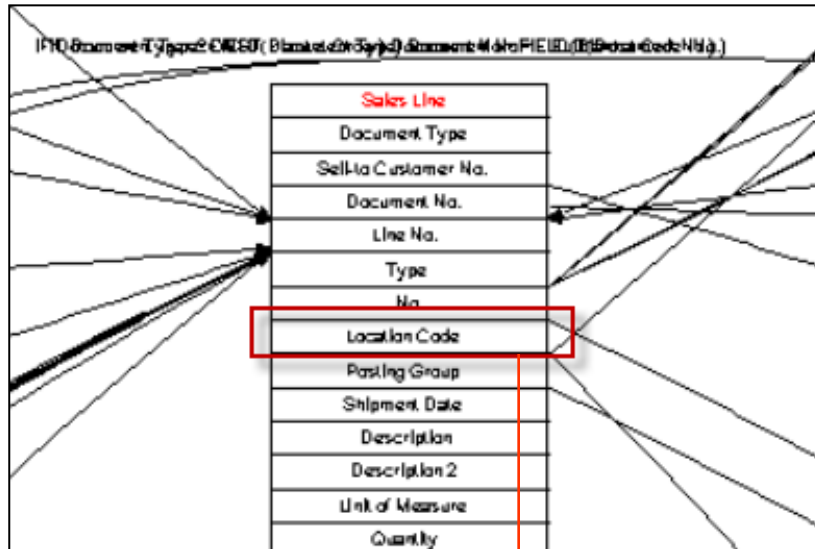 Sales Line
Document Type
Sell-to Customer No.
Document No.
Line No.
Type
No.
Location Code
Posting Group
Shipment Date
Description
Description 2
Unit of Measure
Quantity